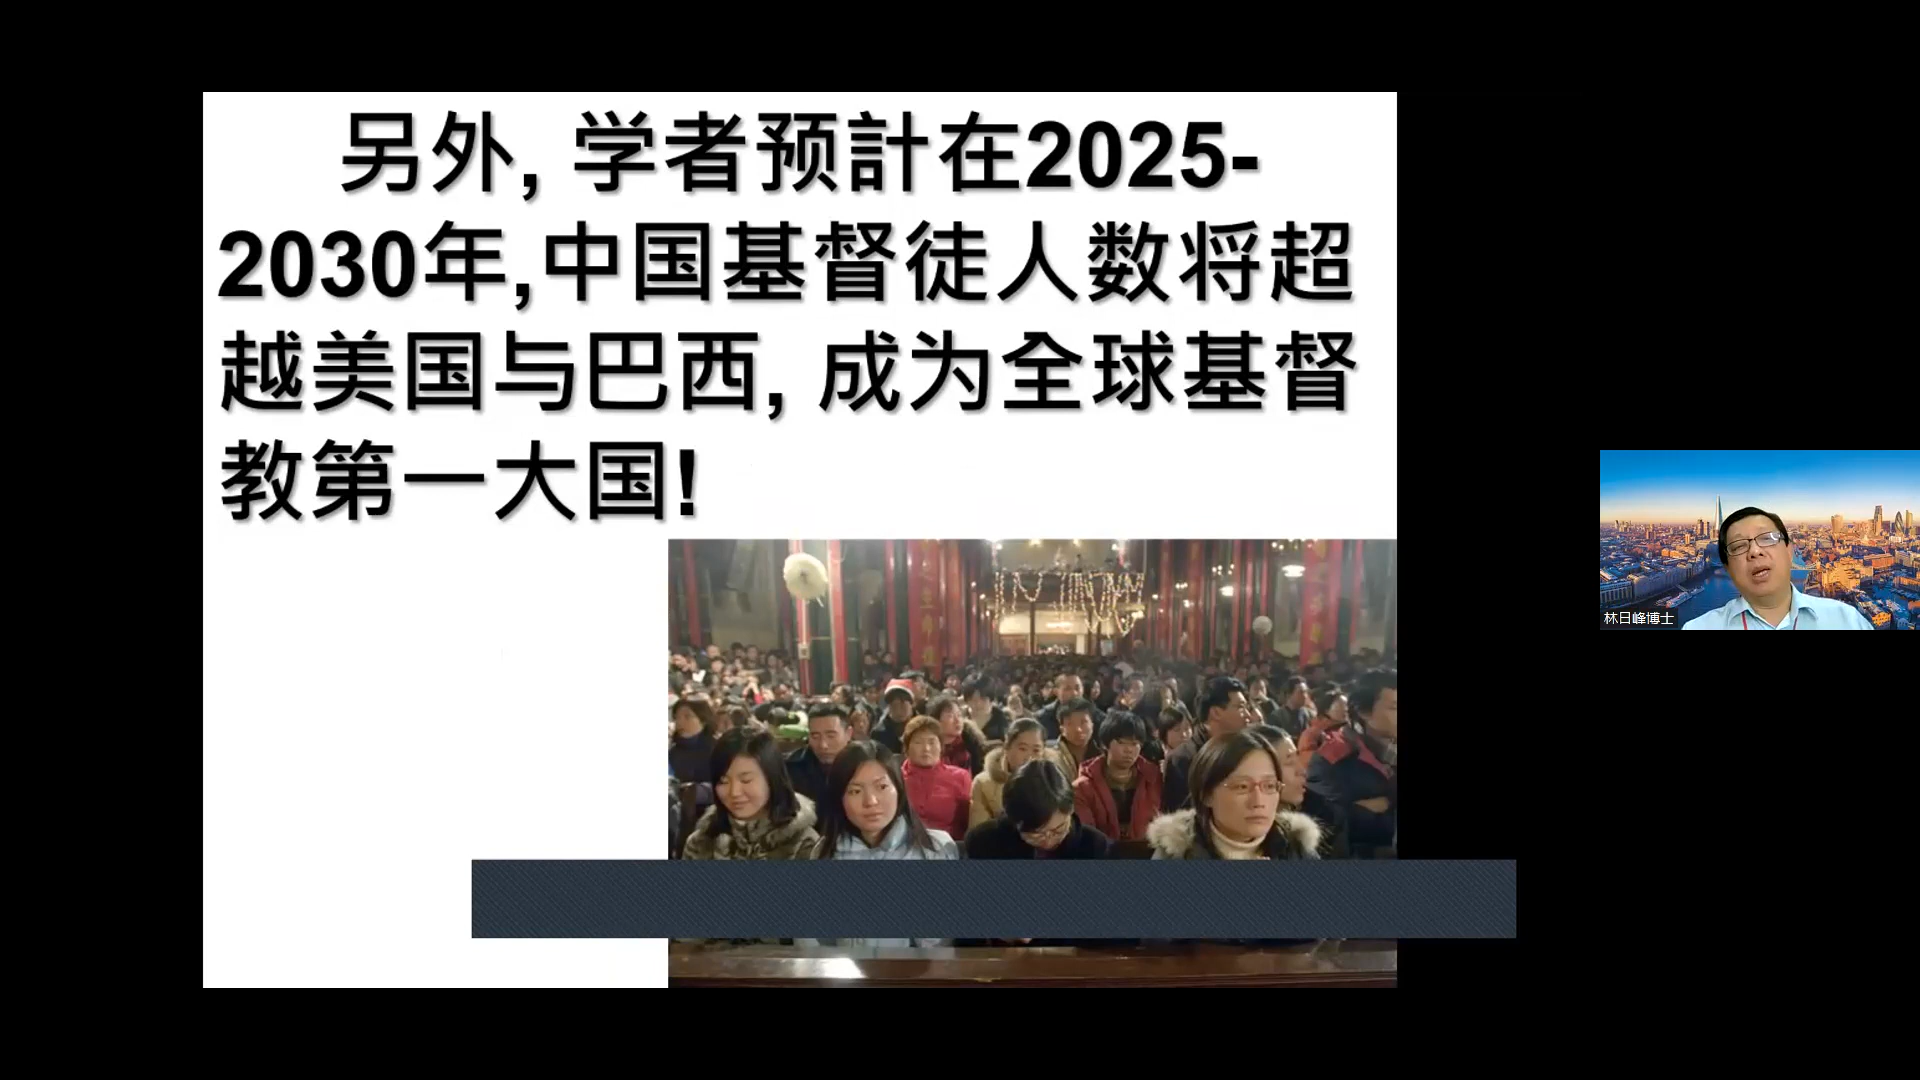 另外, 学者预計在2025-
2030年,中国基督徒人数将超
越美国与巴西, 成为全球基督
教第一大国!
林日峰博士